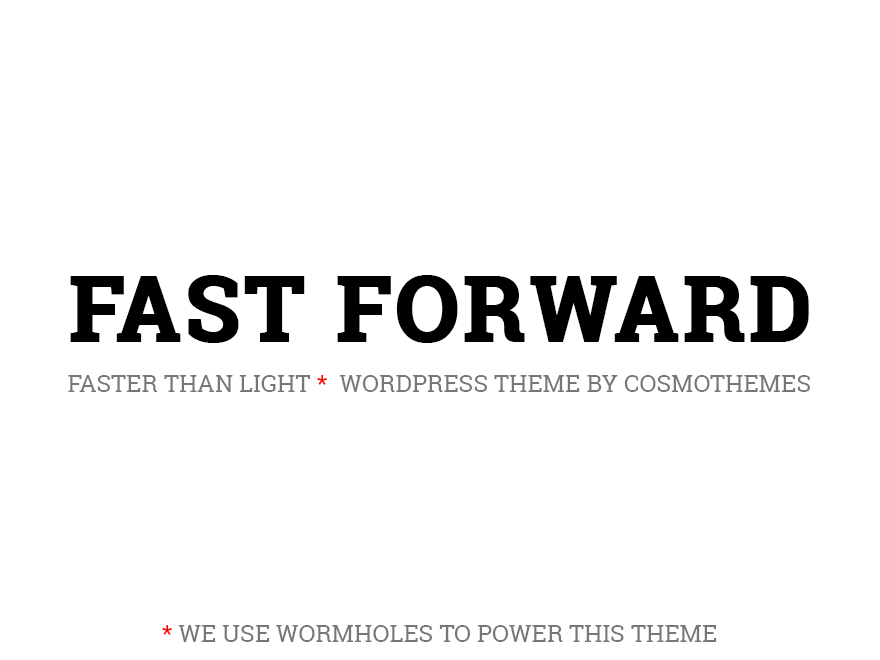 FAST FORWARD
FASTER THAN LIGHT * WORDPRESS THEME BY COSMOTHEMES
* WE USE WORMHOLES TO POWER THIS THEME